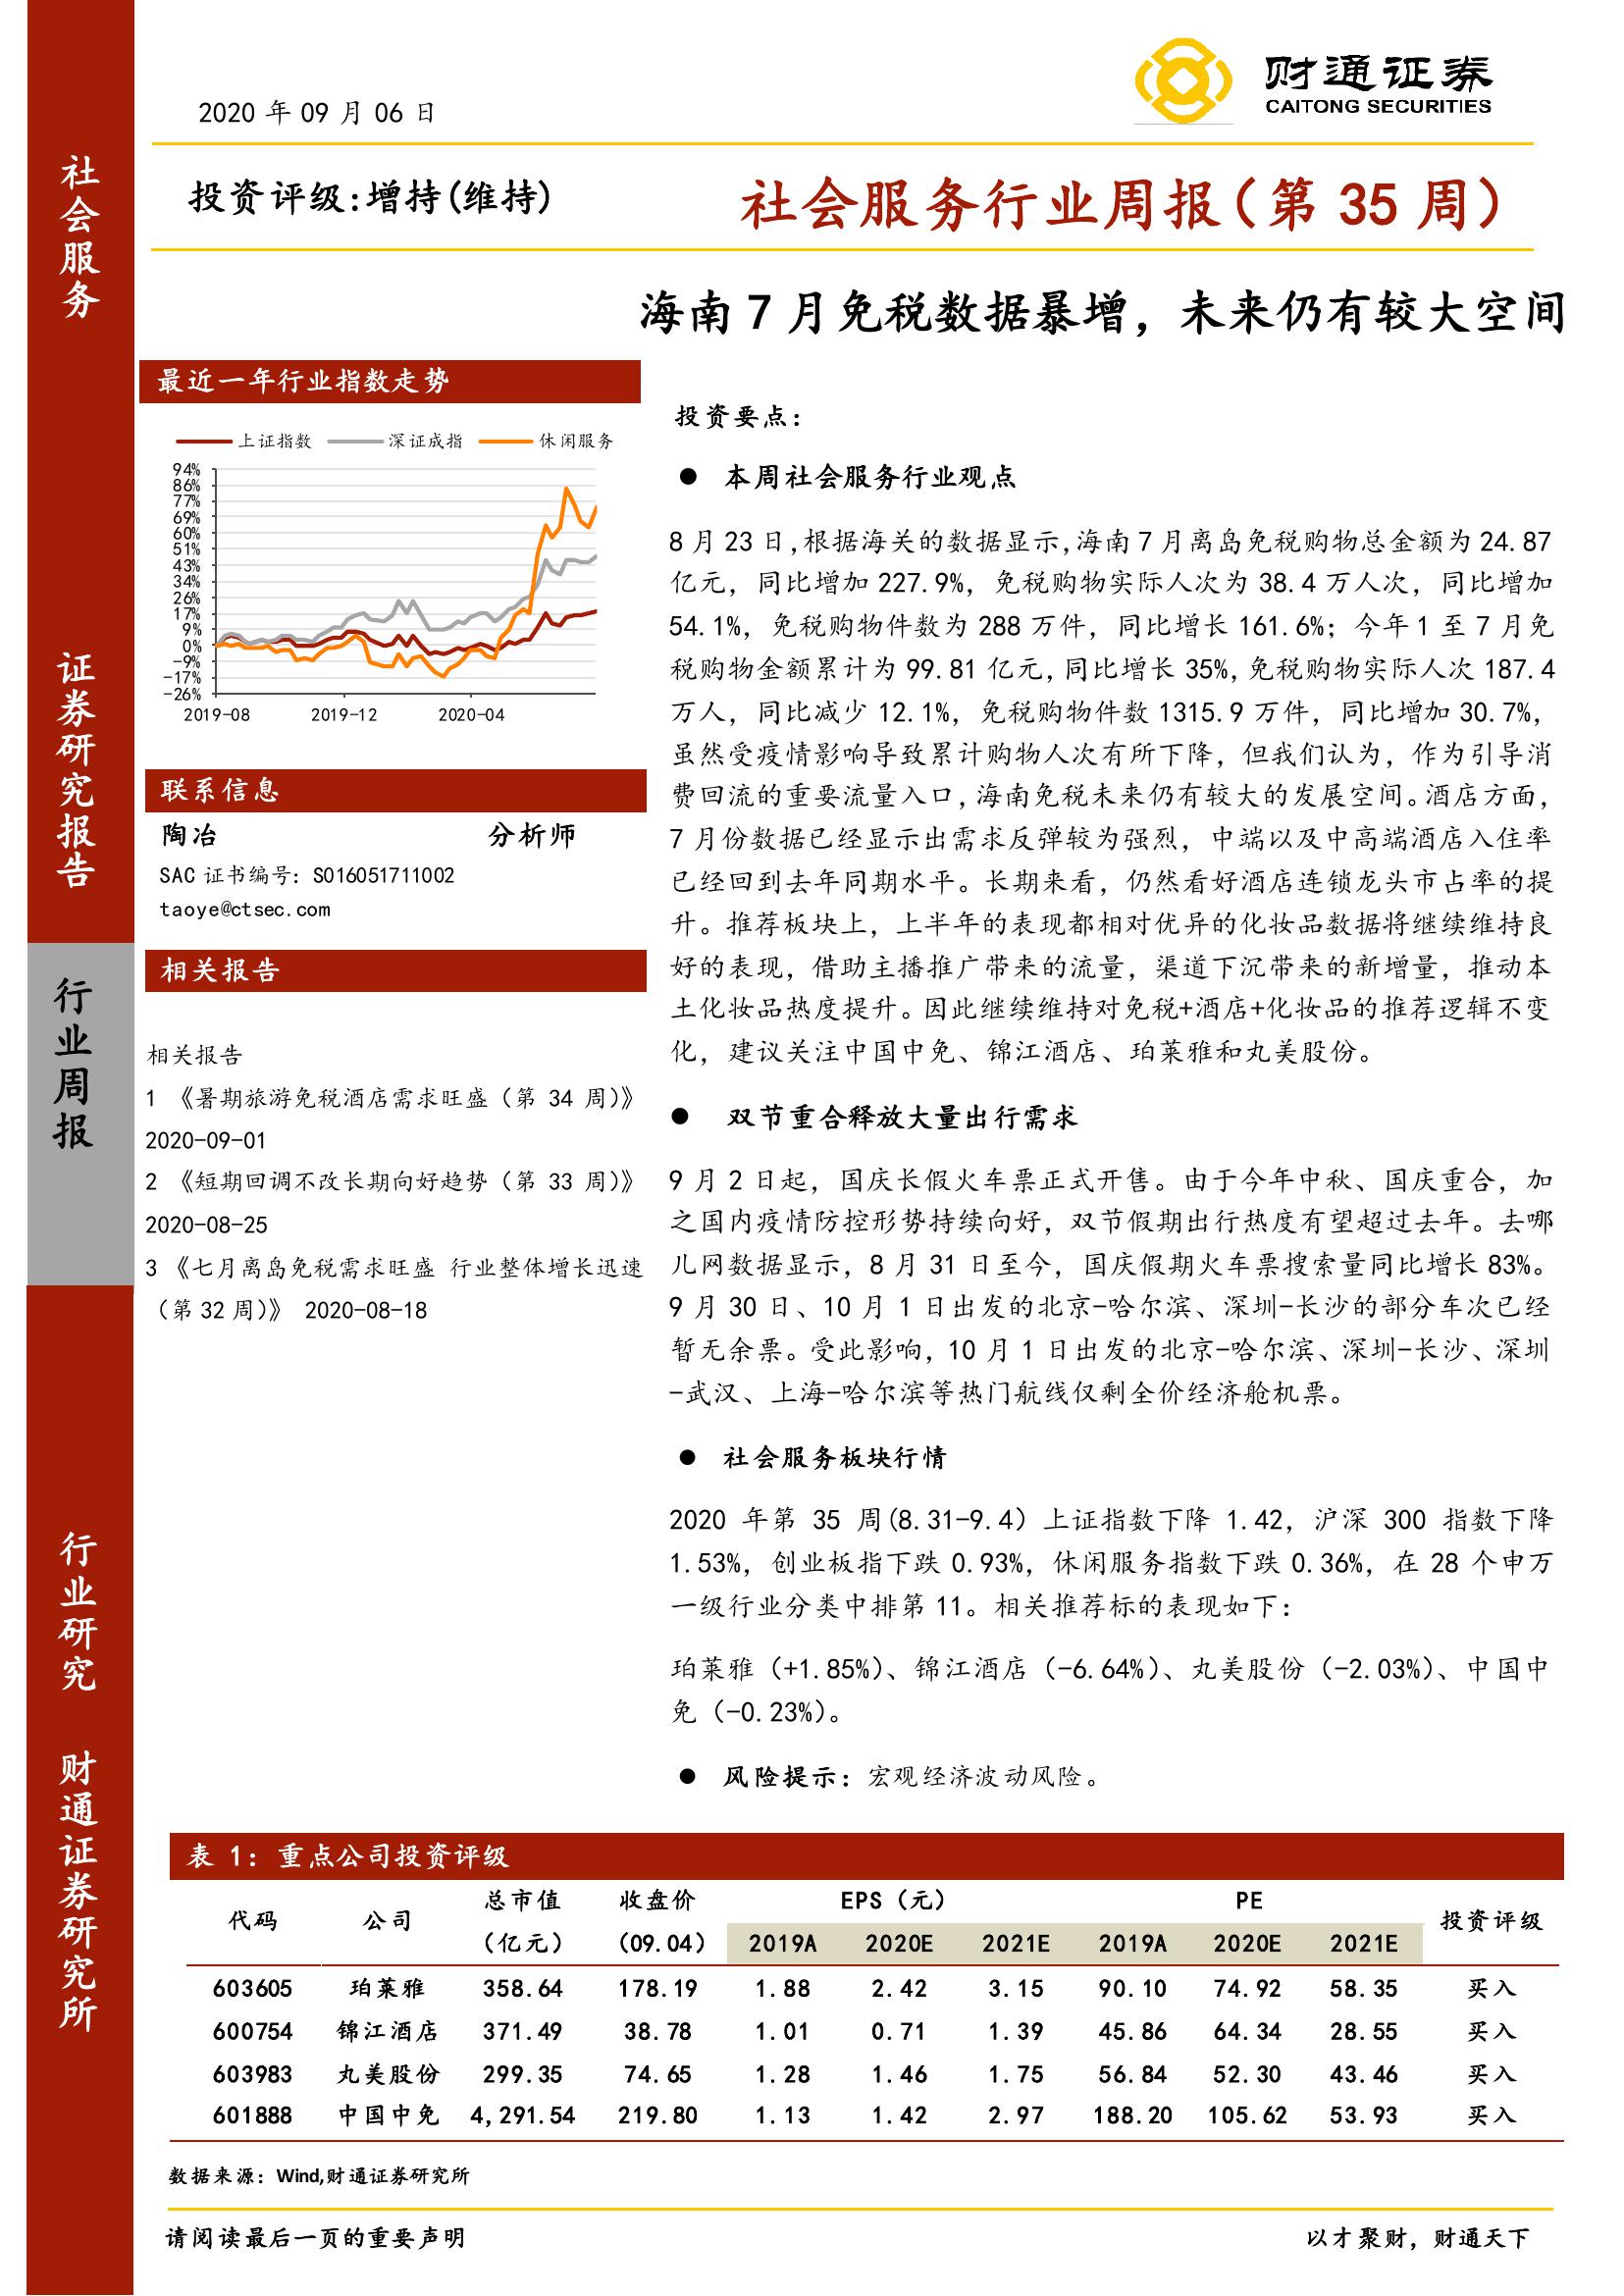 社会服务
证券研究报告
行业周报
行业研究
财通证券研究所
财通证券
CAITONG SECURITIES
2020 年 09 月 06 日
投资评级:增持(维持)
社会服务行业周报(第 35 周)
海南 7 月免税数据暴增，未来仍有较大空间
最近一年行业指数走势
上证指数 深证成指 休闲服务
94%
86%
77%
69%
60%
51%
43%
34%
26%
17%
9%
0%
-9%
-17%
-26%
2019-08 2019-12 2020-04
联系信息
陶冶 分析师
SAC 证书编号：S016051711002
taoye@ctsec.com
相关报告
相关报告
1 《暑期旅游免税酒店需求旺盛（第 34 周）》
2020-09-01
2 《短期回调不改长期向好趋势（第 33 周）》
2020-08-25
3 《七月离岛免税需求旺盛 行业整体增长迅速
（第 32 周）》 2020-08-18
投资要点：
● 本周社会服务行业观点
8 月 23 日,根据海关的数据显示,海南 7 月离岛免税购物总金额为 24.87
亿元，同比增加 227.9%，免税购物实际人次为 38.4 万人次，同比增加
54.1%，免税购物件数为 288 万件，同比增长 161.6%；今年 1 至 7 月免
税购物金额累计为 99.81 亿元,同比增长 35%,免税购物实际人次 187.4
万人，同比减少 12.1%，免税购物件数 1315.9 万件，同比增加 30.7%，
虽然受疫情影响导致累计购物人次有所下降，但我们认为，作为引导消
费回流的重要流量入口,海南免税未来仍有较大的发展空间。酒店方面，
7 月份数据已经显示出需求反弹较为强烈，中端以及中高端酒店入住率
已经回到去年同期水平。长期来看，仍然看好酒店连锁龙头市占率的提
升。推荐板块上，上半年的表现都相对优异的化妆品数据将继续维持良
好的表现，借助主播推广带来的流量，渠道下沉带来的新增量，推动本
土化妆品热度提升。因此继续维持对免税+酒店+化妆品的推荐逻辑不变
化，建议关注中国中免、锦江酒店、珀莱雅和丸美股份。
● 双节重合释放大量出行需求
9 月 2 日起，国庆长假火车票正式开售。由于今年中秋、国庆重合，加
之国内疫情防控形势持续向好，双节假期出行热度有望超过去年。去哪
儿网数据显示，8 月 31 日至今，国庆假期火车票搜索量同比增长 83%。
9 月 30 日、10 月 1 日出发的北京-哈尔滨、深圳-长沙的部分车次已经
暂无余票。受此影响，10 月 1 日出发的北京-哈尔滨、深圳-长沙、深圳
-武汉、上海-哈尔滨等热门航线仅剩全价经济舱机票。
● 社会服务板块行情
2020 年第 35 周(8.31-9.4) 上证指数下降 1.42，沪深 300 指数下降
1.53%，创业板指下跌 0.93%，休闲服务指数下跌 0.36%，在 28 个申万
一级行业分类中排第 11。相关推荐标的表现如下：
珀莱雅（+1.85%）、锦江酒店（-6.64%）、丸美股份（-2.03%）、中国中
免（-0.23%）。
● 风险提示：宏观经济波动风险。
表 1：重点公司投资评级
代码 公司 总市值（亿元） 收盘价（09.04） EPS（元） PE 投资评级
2019A 2020E 2021E 2019A 2020E 2021E
603605 珀莱雅 358.64 178.19 1.88 2.42 3.15 90.10 74.92 58.35 买入
600754 锦江酒店 371.49 38.78 1.01 0.71 1.39 45.86 64.34 28.55 买入
603983 丸美股份 299.35 74.65 1.28 1.46 1.75 56.84 52.30 43.46 买入
601888 中国中免 4,291.54 219.80 1.13 1.42 2.97 188.20 105.62 53.93 买入
数据来源：Wind,财通证券研究所
请阅读最后一页的重要声明 以才聚财，财通天下